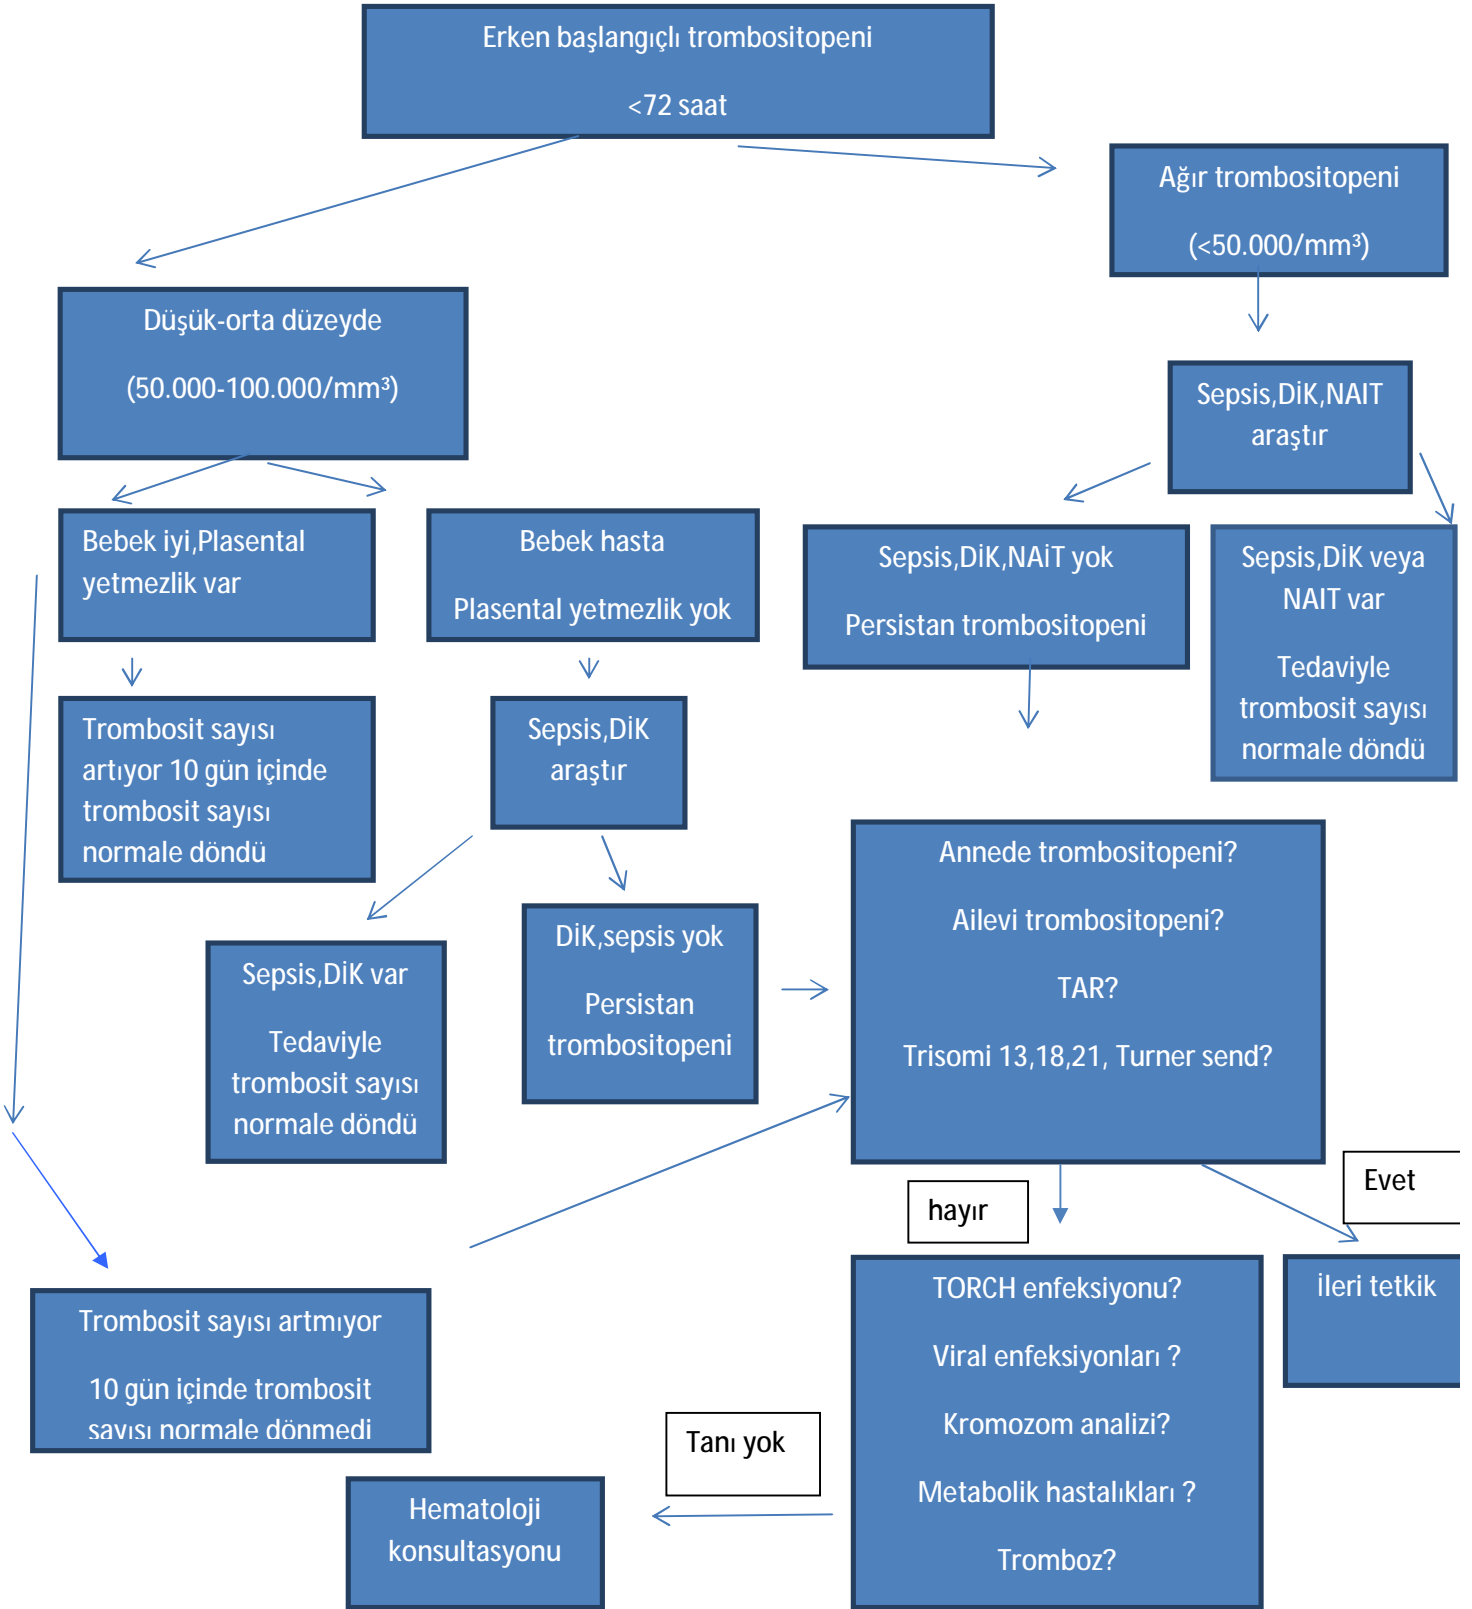 Erken başlangıçlı trombositopeni
<72 saat
Ağır trombositopeni
(<50.000/mm³)
Düşük-orta düzeyde
(50.000-100.000/mm³)
Sepsis,DİK,NAIT
araştır
Bebek iyi,Plasental
yetmezlik var
Bebek hasta
Plasental yetmezlik yok
Sepsis,DİK,NAİT yok
Persistan trombositopeni
Sepsis,DİK veya
NAIT var
Tedaviyle
trombosit sayısı
normale döndü
Trombosit sayısı
artıyor 10 gün içinde
trombosit sayısı
normale döndü
Sepsis,DİK
araştır
Annede trombositopeni?
Ailevi trombositopeni?
TAR?
Trisomi 13,18,21, Turner send?
DİK,sepsis yok
Persistan
trombositopeni
Sepsis,DİK var
Tedaviyle
trombosit sayısı
normale döndü
Evet
hayır
İleri tetkik
TORCH enfeksiyonu?
Viral enfeksiyonları ?
Kromozom analizi?
Metabolik hastalıkları ?
Tromboz?
Trombosit sayısı artmıyor
10 gün içinde trombosit
sayısı normale dönmedi
Tanı yok
Hematoloji
konsultasyonu